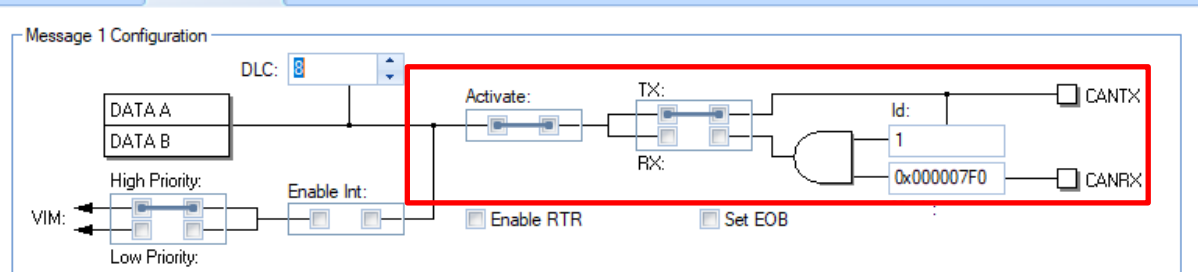 Message 1 Configuration
DLC: 8
Activate:
TX:
CANTX
DATA A
Id:
DATA B
1
RX:
0x000007F0
CANRX
High Priority:
Enable Int:
VIM:
Enable RTR
Set EOB
:
Low Priority: